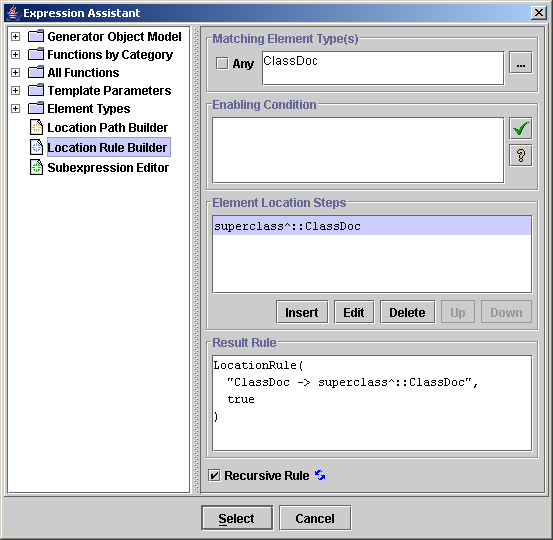 Expression Assistant
Generator Object Model
Functions by Category
All Functions
Template Parameters
Element Types
Location Path Builder
Location Rule Builder
Subexpression Editor
Matching Element Type(s)
Any
ClassDoc
...
Enabling Condition
?
Element Location Steps
superclass^::ClassDoc
Insert Edit Delete Up Down
Result Rule
LocationRule(
"ClassDoc -> superclass^::ClassDoc",
true
)
Recursive Rule
Select Cancel